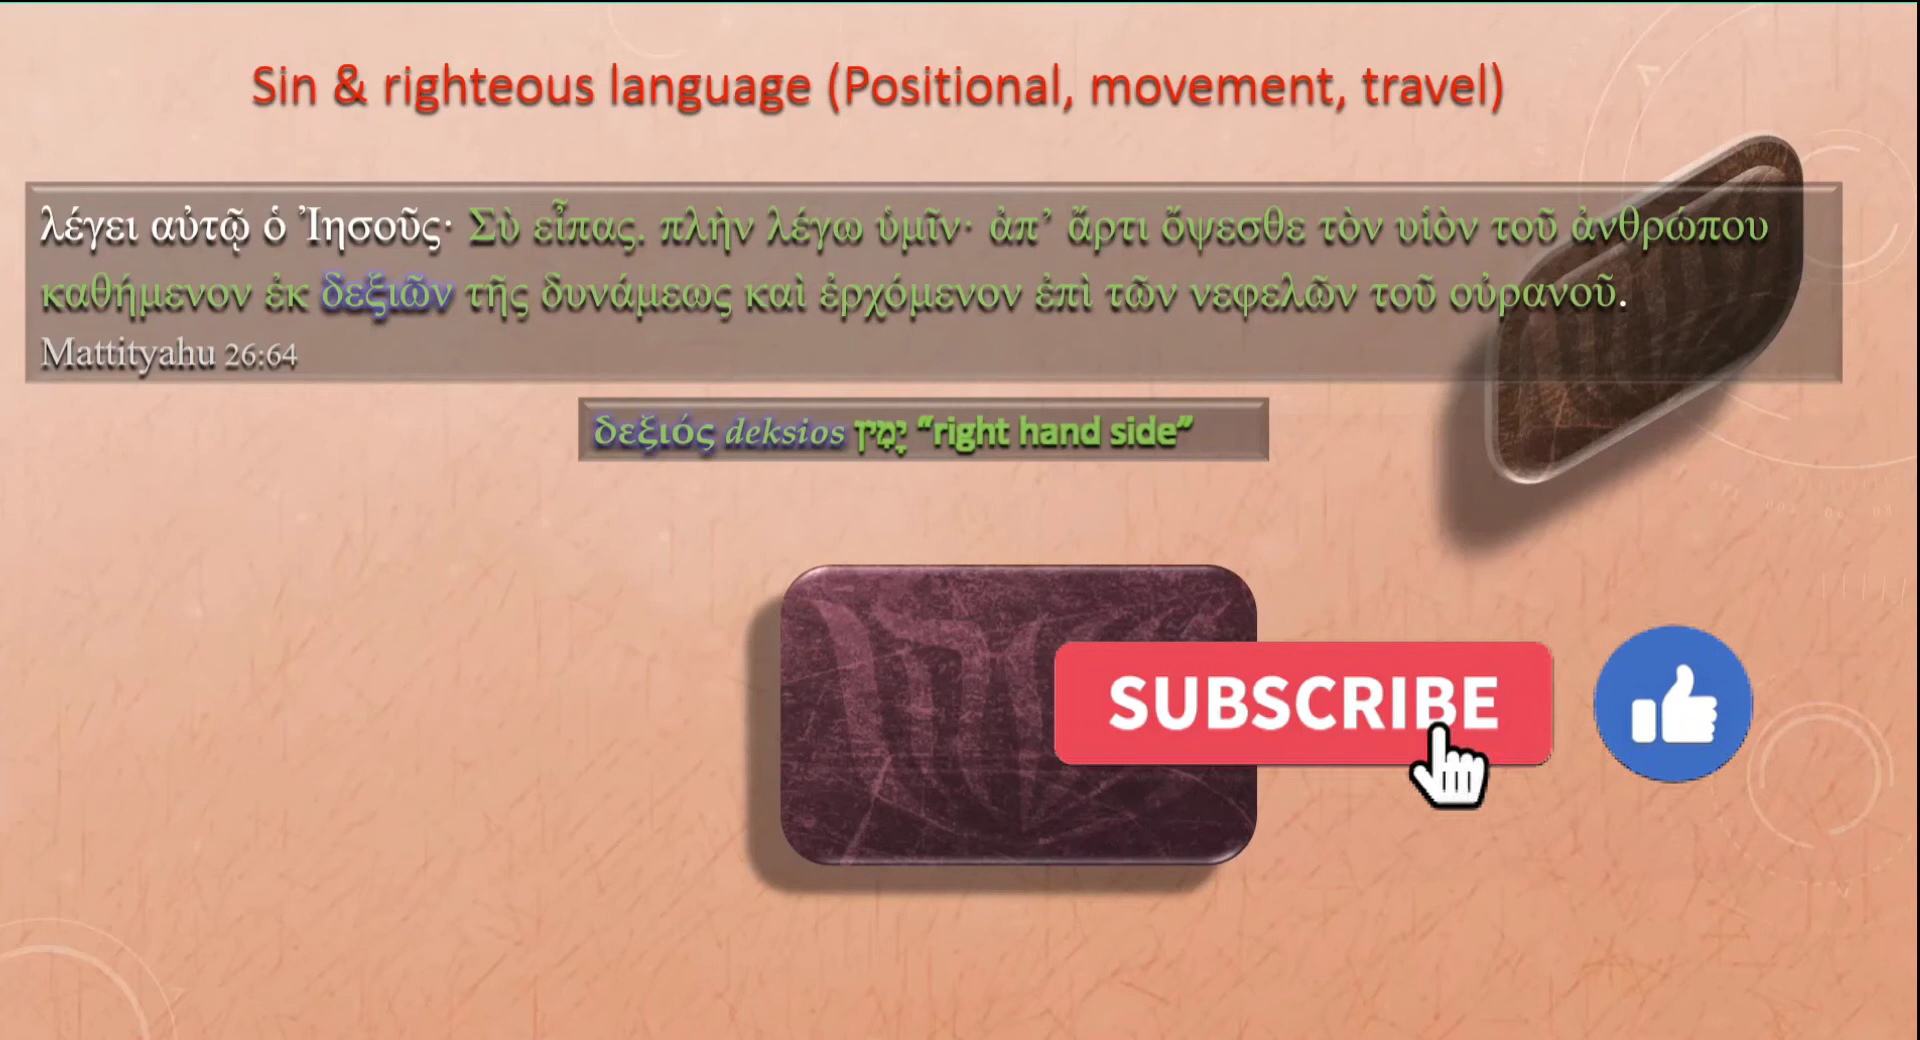 Sin & righteous language (Positional, movement, travel)
λέγει αὐτῷ ὁ Ἰησοῦς· Σὺ εἶπας. πλὴν λέγω ὑμῖν· ἀπ’ ἄρτι ὄψεσθε τὸν υἱὸν τοῦ ἀνθρώπου
καθήμενον ἐκ δεξιῶν τῆς δυνάμεως καὶ ἐρχόμενον ἐπὶ τῶν νεφελῶν τοῦ οὐρανοῦ.
Mattityahu 26:64
δεξιός deksios יָמִין “right hand side”
SUBSCRIBE